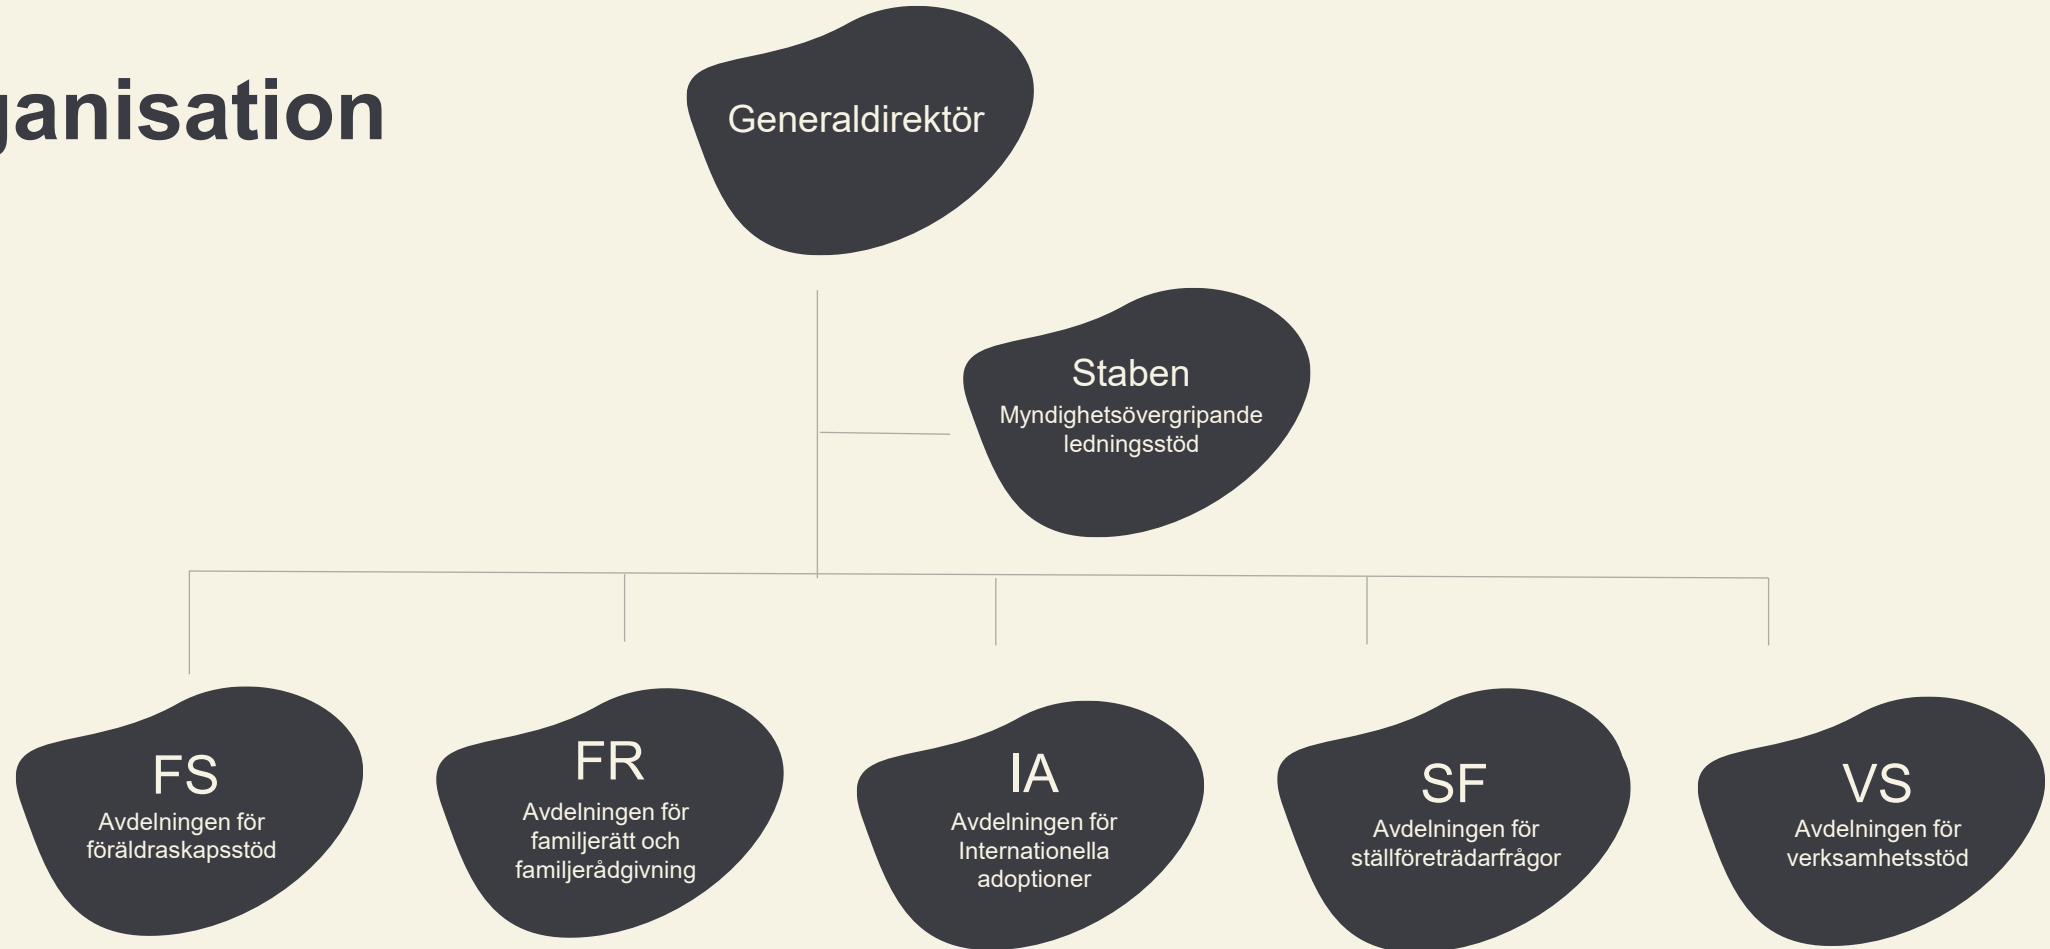 ganisation
Generaldirektör
Staben
Myndighetsövergripande
ledningsstöd
FS
Avdelningen för
föräldraskapsstöd
FR
Avdelningen för
familjerätt och
familjerådgivning
IA
Avdelningen för
Internationella
adoptioner
SF
Avdelningen för
ställföreträdarfrågor
VS
Avdelningen för
verksamhetsstöd